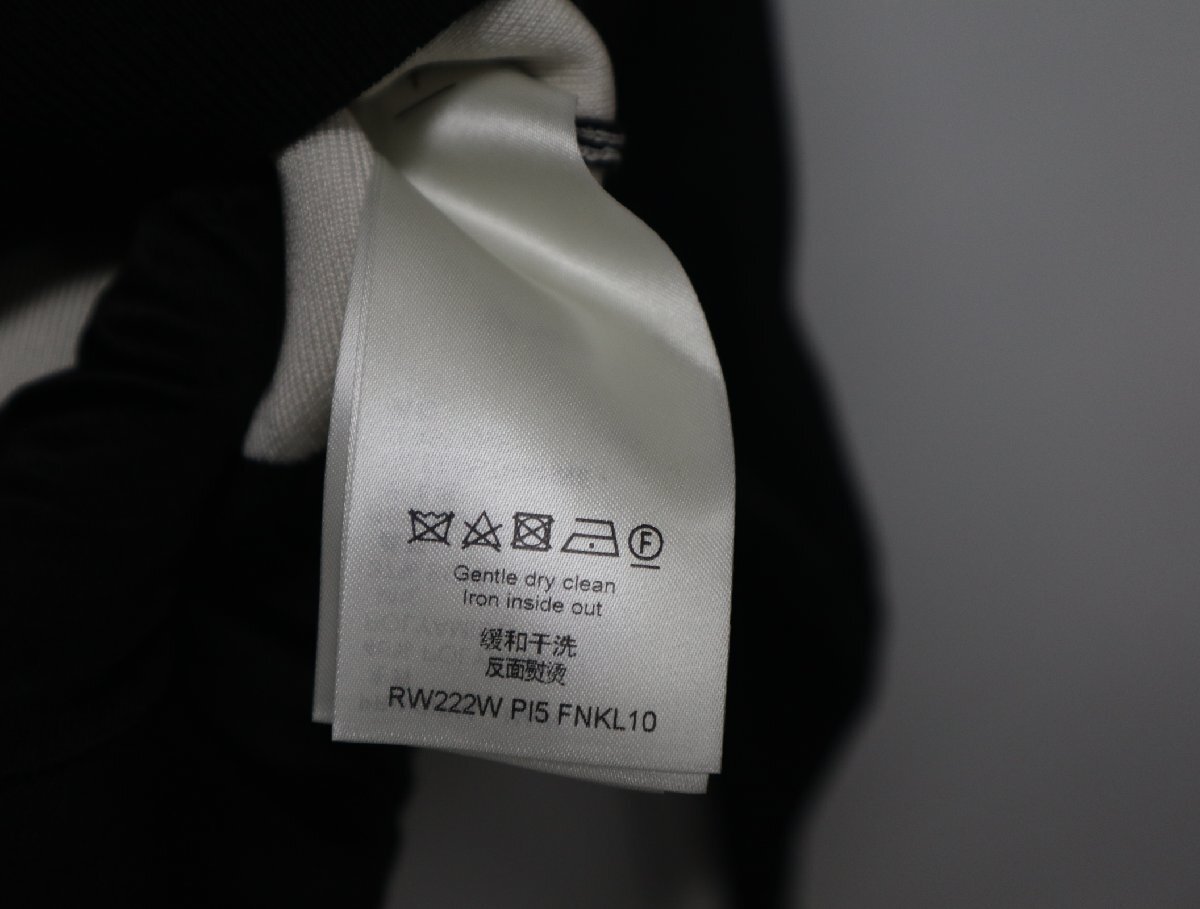 F
Gentle dry clean
Iron inside out
缓和干洗
反面熨烫
RW222W PI5 FNKL10